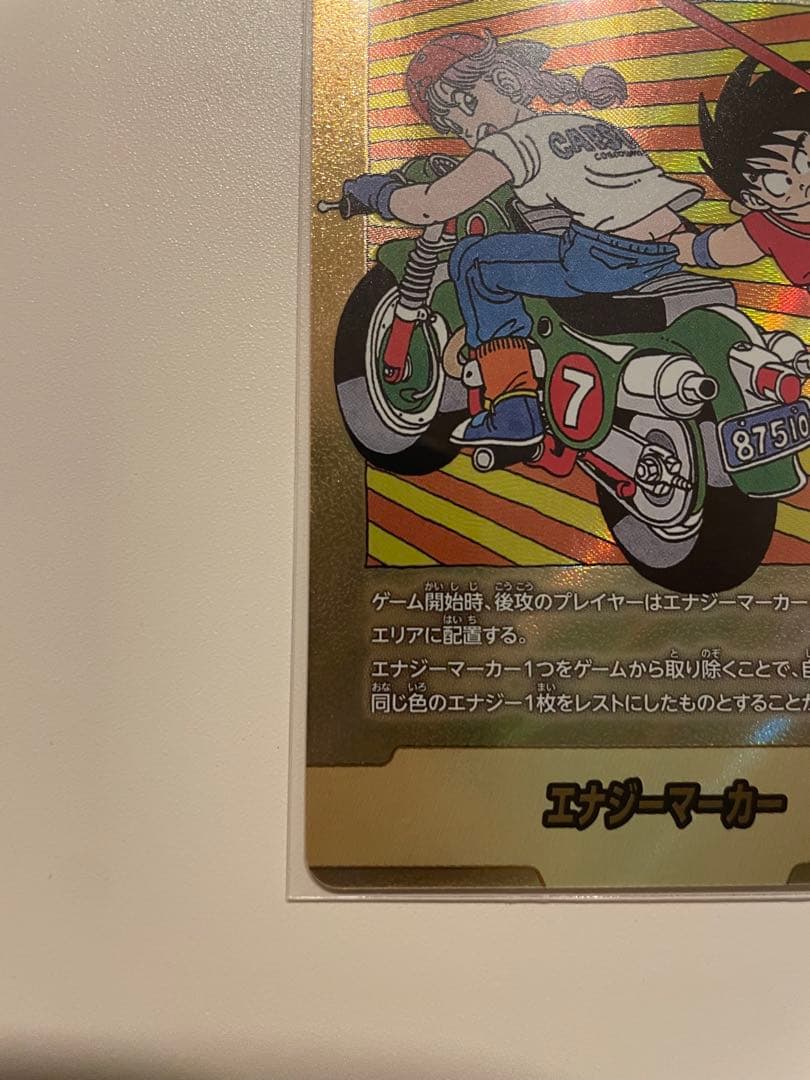 7
87510
ゲーム開始時、後攻のプレイヤーはエナジーマーカー
エリアに配置する。
エナジーマーカー1つをゲームから取り除くことで、
同じ色のエナジー1枚をレストにしたものとすることが
エナジーマーカー